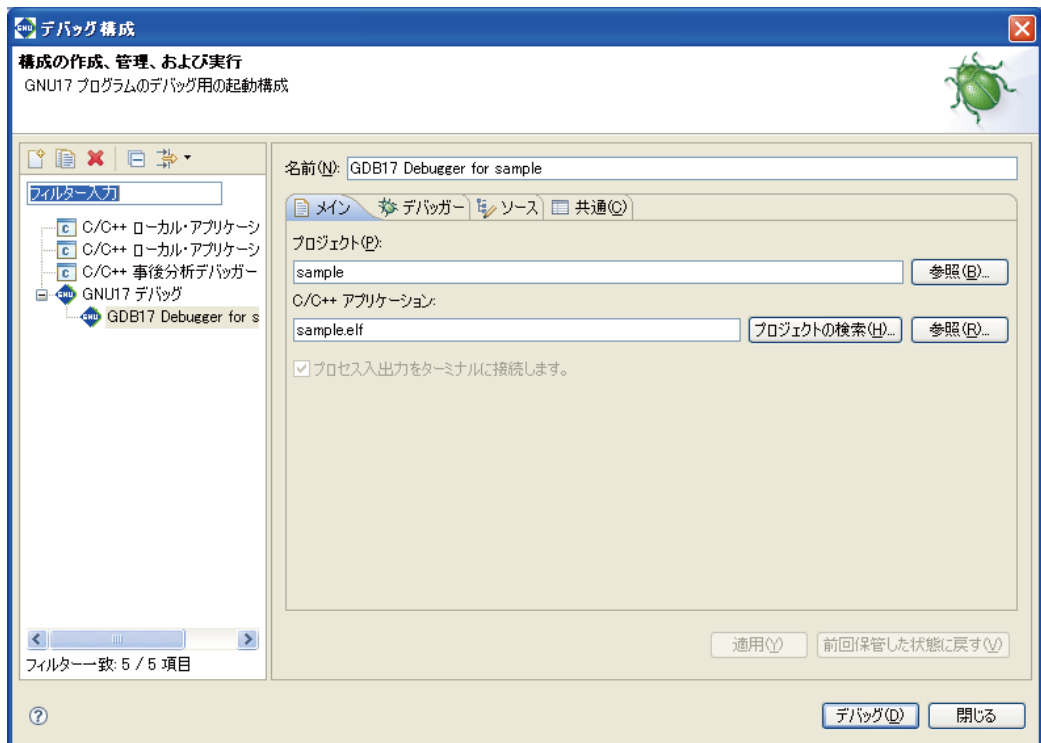 デバッグ構成
構成の作成、管理、および実行
GNU17 プログラムのデバッグ用の起動構成
フィルター入力
C/C++ ローカル・アプリケーシ
C/C++ ローカル・アプリケーシ
C/C++ 事後分析デバッガー
GNU17 デバッグ
GDB17 Debugger for s
フィルター一致: 5 / 5 項目
名前(N): GDB17 Debugger for sample
メイン デバッガー ソース 共通(C)
プロジェクト(P):
sample 参照(B)...
C/C++ アプリケーション:
sample.elf プロジェクトの検索(H)... 参照(R)...
プロセス入出力をターミナルに接続します。
適用(Y) 前回保管した状態に戻す(V)
デバッグ(D) 閉じる